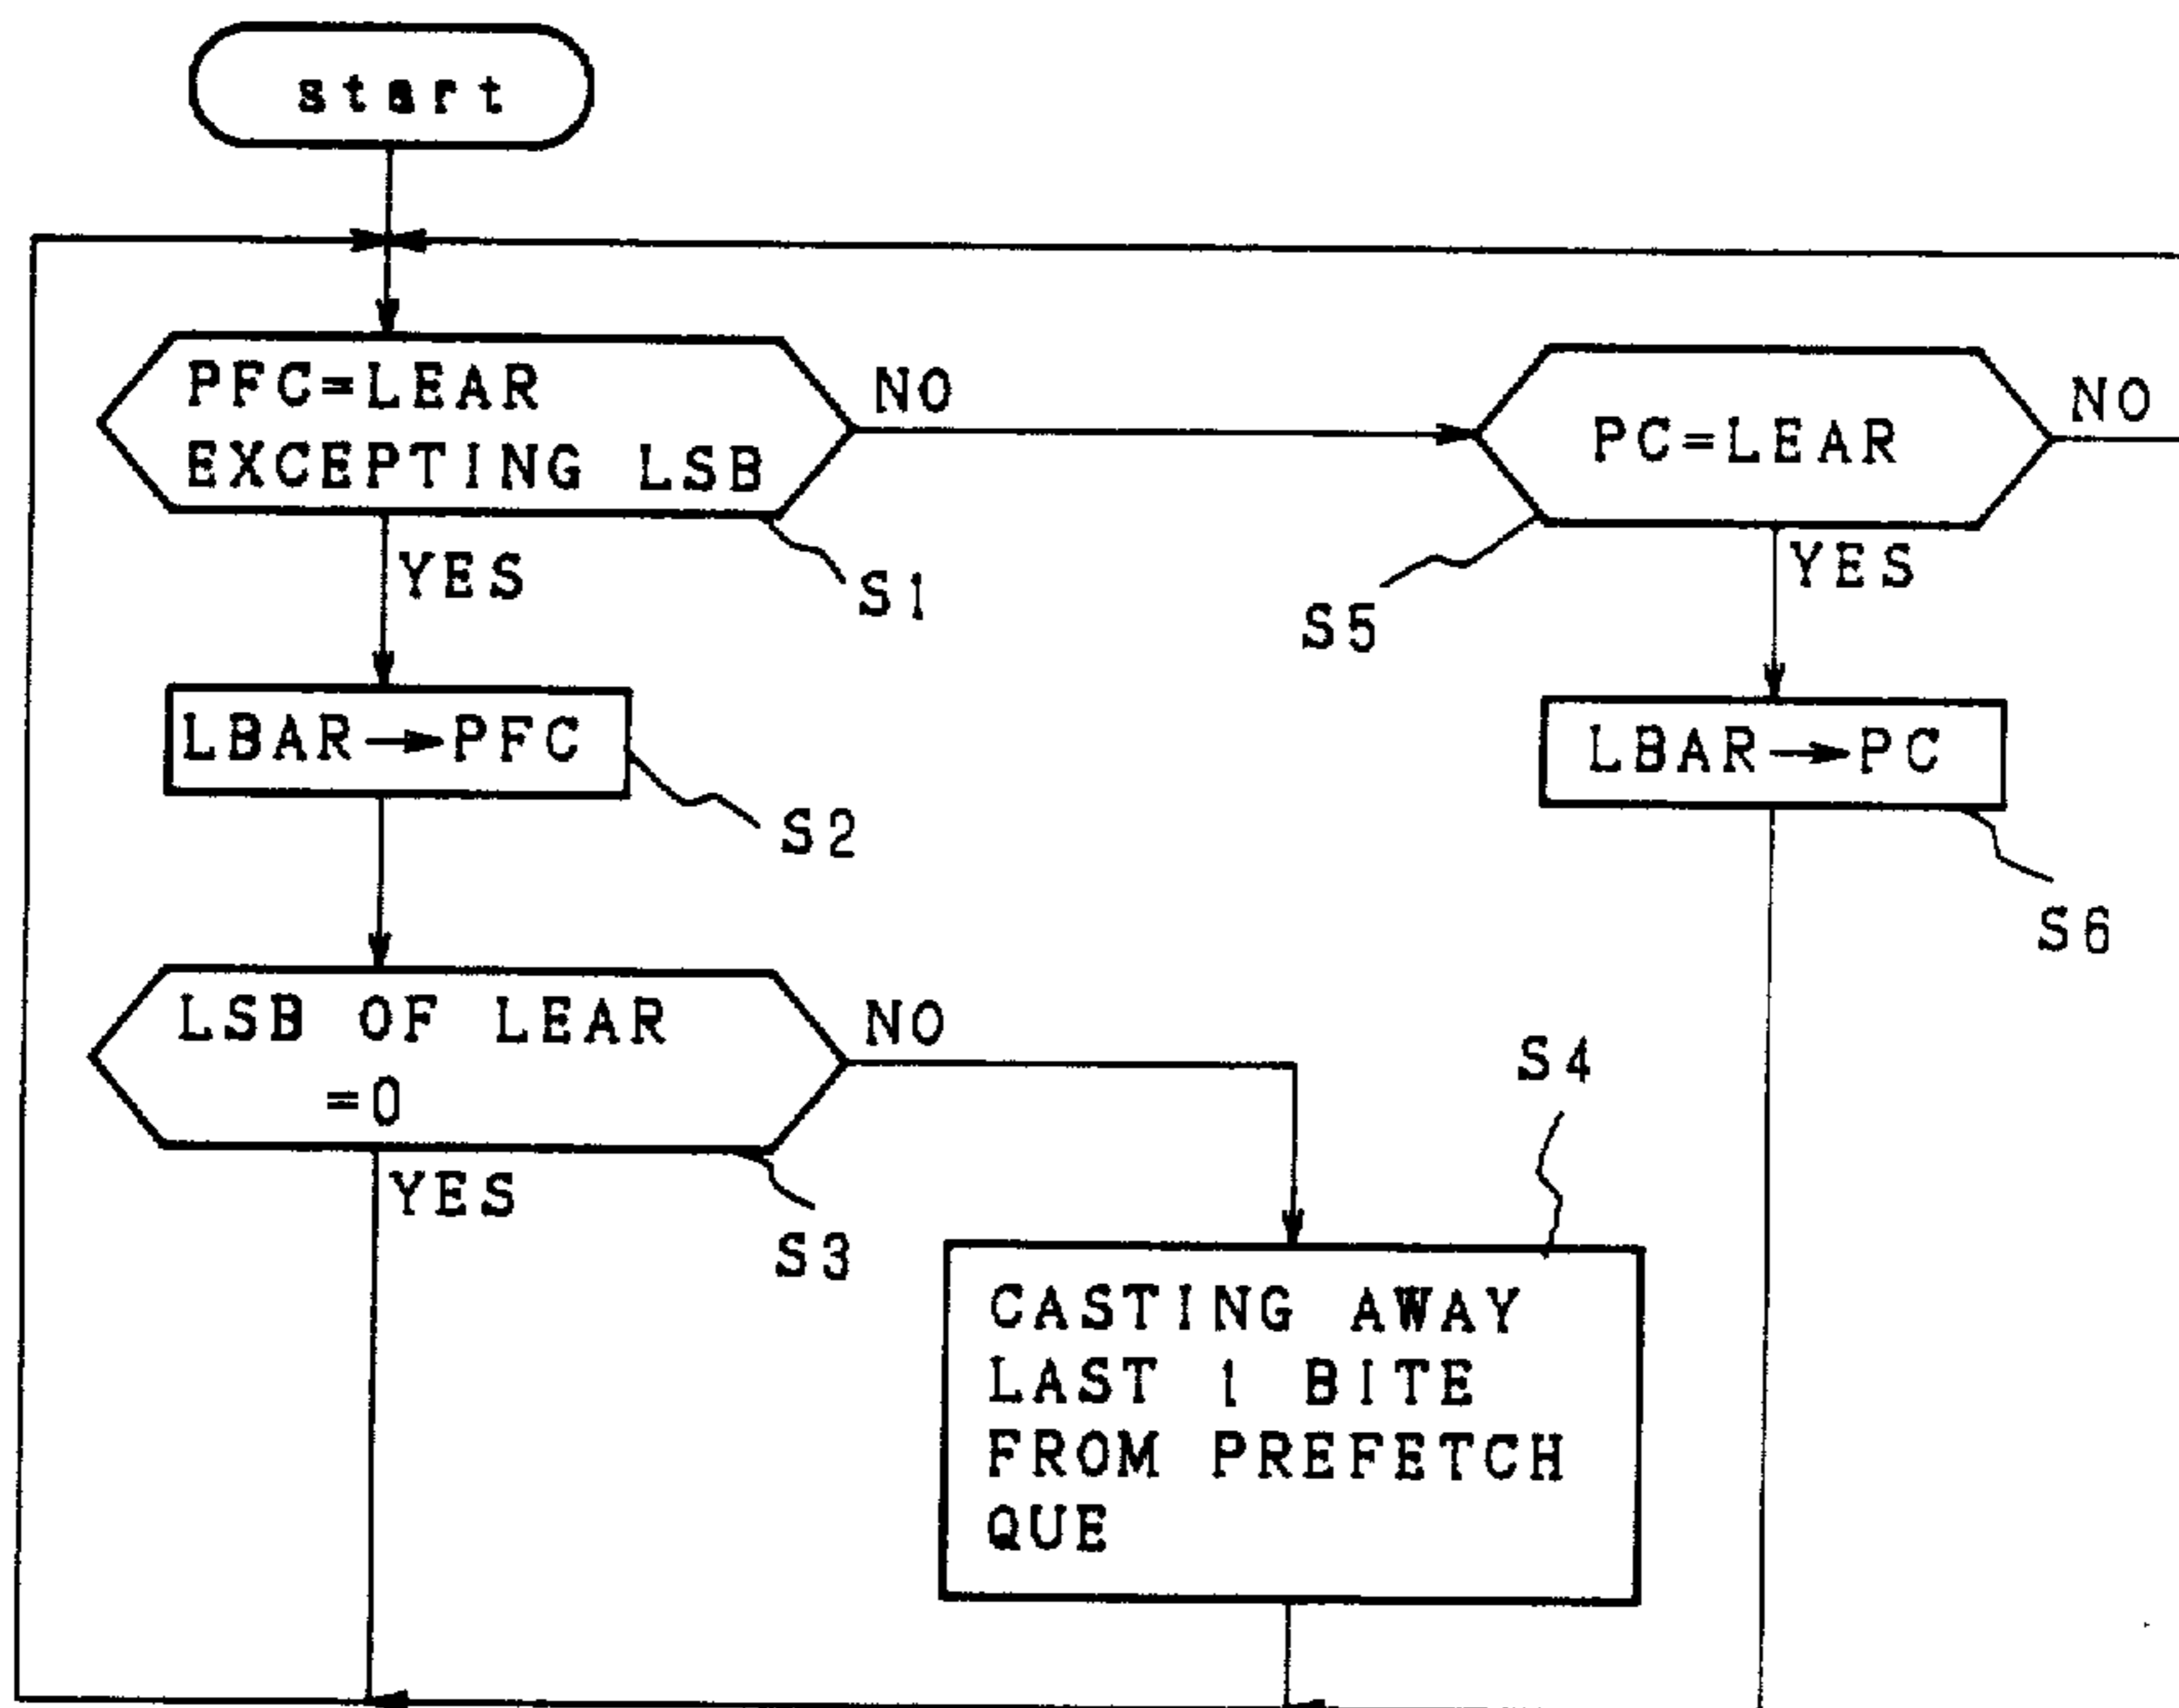 start
PFC=LEAR
EXCEPTING LSB
NO
PC=LEAR
NO
YES
S1
S5
YES
LBAR→PFC
S2
LBAR→PC
S6
LSB OF LEAR
=0
NO
YES
S3
S4
CASTING AWAY
LAST 1 BITE
FROM PREFETCH
QUE